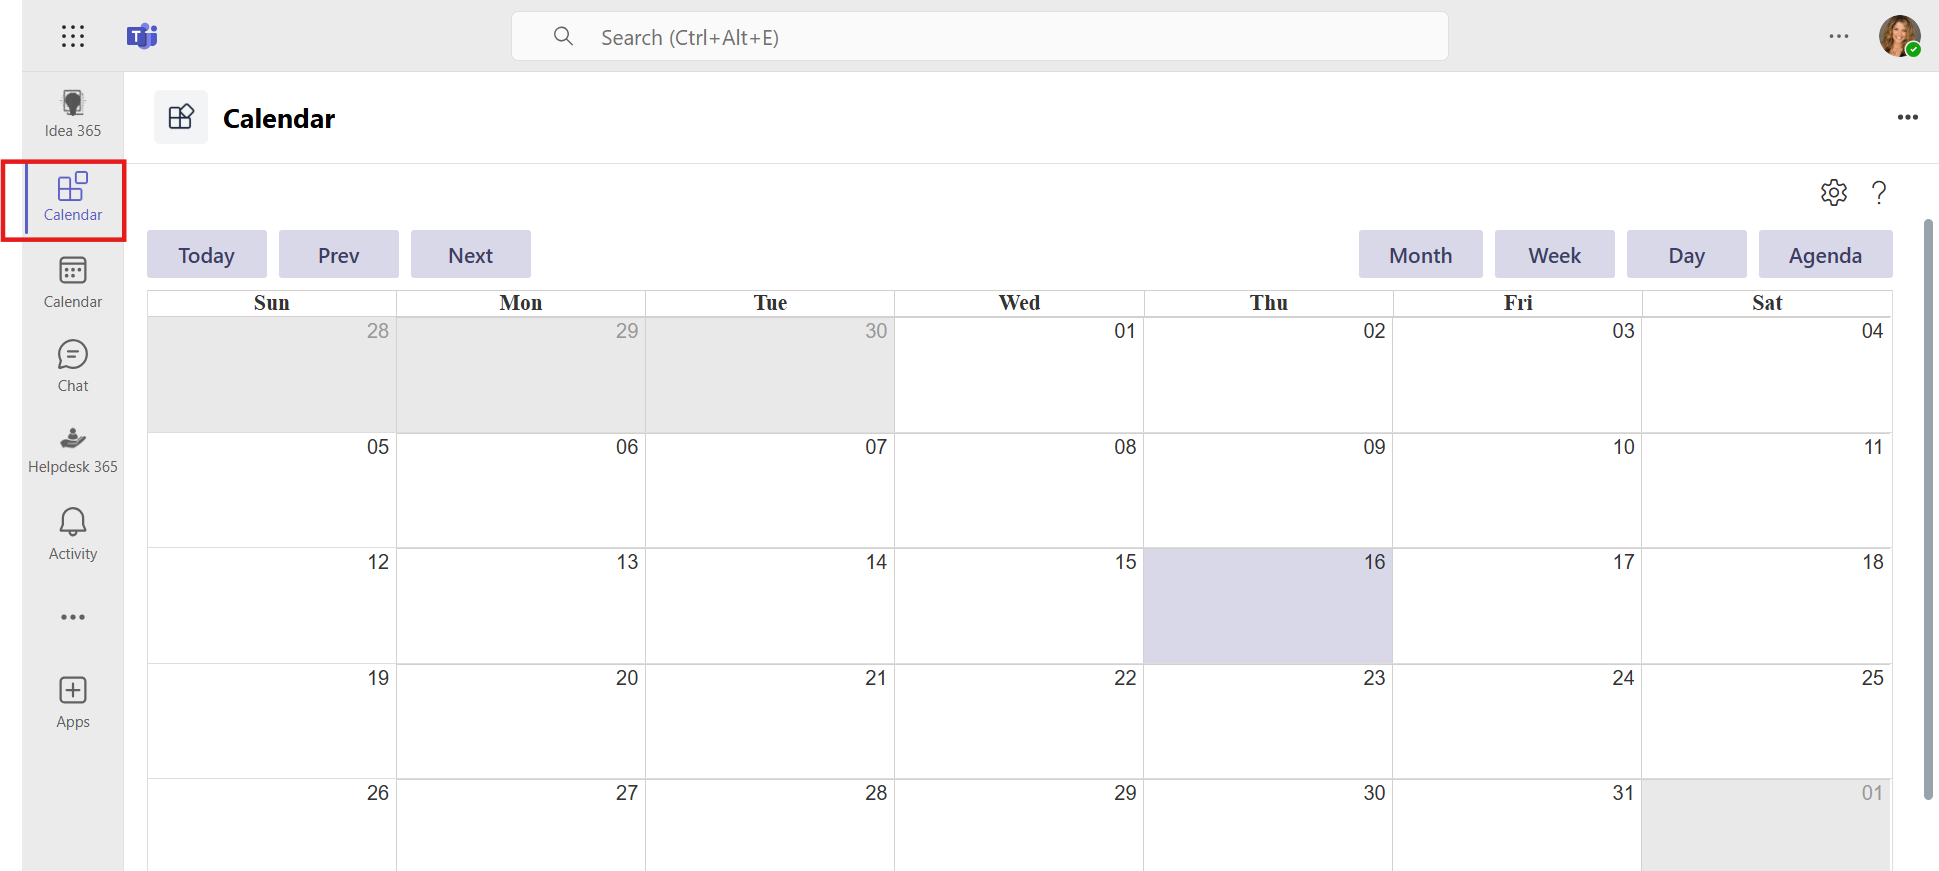 Search (Ctrl+Alt+E)
Idea 365
Calendar
Calendar
Calendar
Chat
Helpdesk 365
Activity
Apps
Today Prev Next Month Week Day Agenda
Sun Mon Tue Wed Thu Fri Sat
28 29 30 01 02 03 04
05 06 07 08 09 10 11
12 13 14 15 16 17 18
19 20 21 22 23 24 25
26 27 28 29 30 31 01